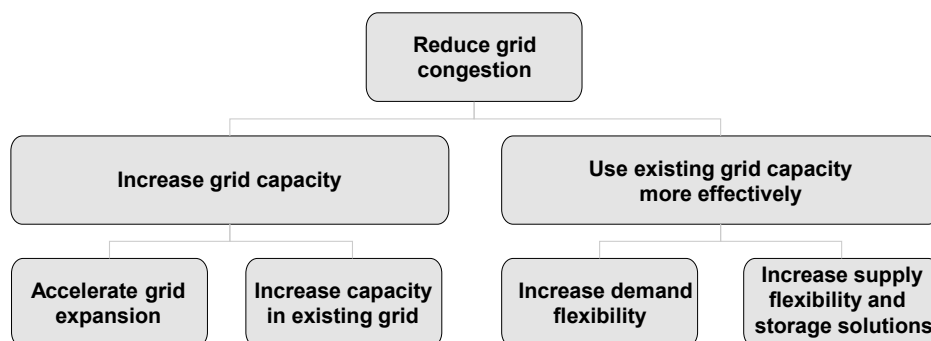 Reduce grid
congestion
Increase grid capacity
Use existing grid capacity
more effectively
Accelerate grid
expansion
Increase capacity
in existing grid
Increase demand
flexibility
Increase supply
flexibility and
storage solutions